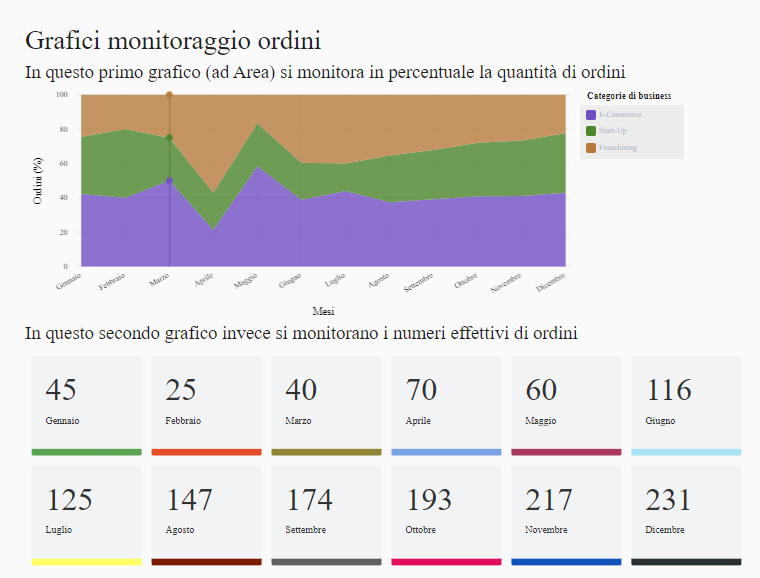 Grafici monitoraggio ordini
In questo primo grafico (ad Area) si monitora in percentuale la quantità di ordini
100
80
60
40
20
0
Ordini (%)
Gennaio
Febbraio
Marzo
Aprile
Maggio
Giugno
Luglio
Agosto
Settembre
Ottobre
Novembre
Dicembre
Mesi
Categorie di business
E-Commerce
Start-Up
Franchising
In questo secondo grafico invece si monitorano i numeri effettivi di ordini
45 25 40 70 60 116
Gennaio Febbraio Marzo Aprile Maggio Giugno
125 147 174 193 217 231
Luglio Agosto Settembre Ottobre Novembre Dicembre